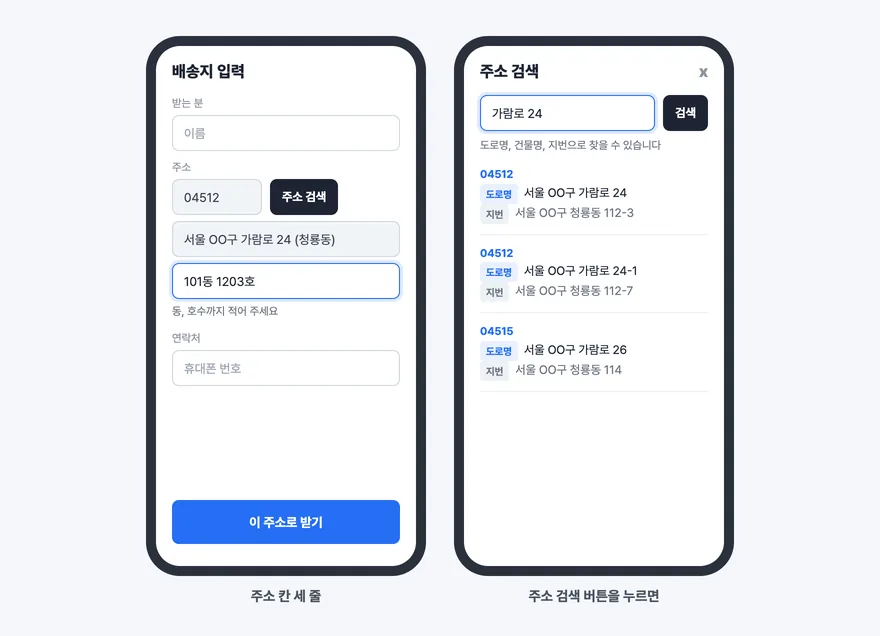 배송지 입력
받는 분
이름
주소
04512
주소 검색
서울 OO구 가람로 24 (청룡동)
101동 1203호
동, 호수까지 적어 주세요
연락처
휴대폰 번호
이 주소로 받기
주소 칸 세 줄
주소 검색
x
가람로 24
검색
도로명, 건물명, 지번으로 찾을 수 있습니다
04512
도로명 서울 OO구 가람로 24
지번 서울 OO구 청룡동 112-3
04512
도로명 서울 OO구 가람로 24-1
지번 서울 OO구 청룡동 112-7
04515
도로명 서울 OO구 가람로 26
지번 서울 OO구 청룡동 114
주소 검색 버튼을 누르면